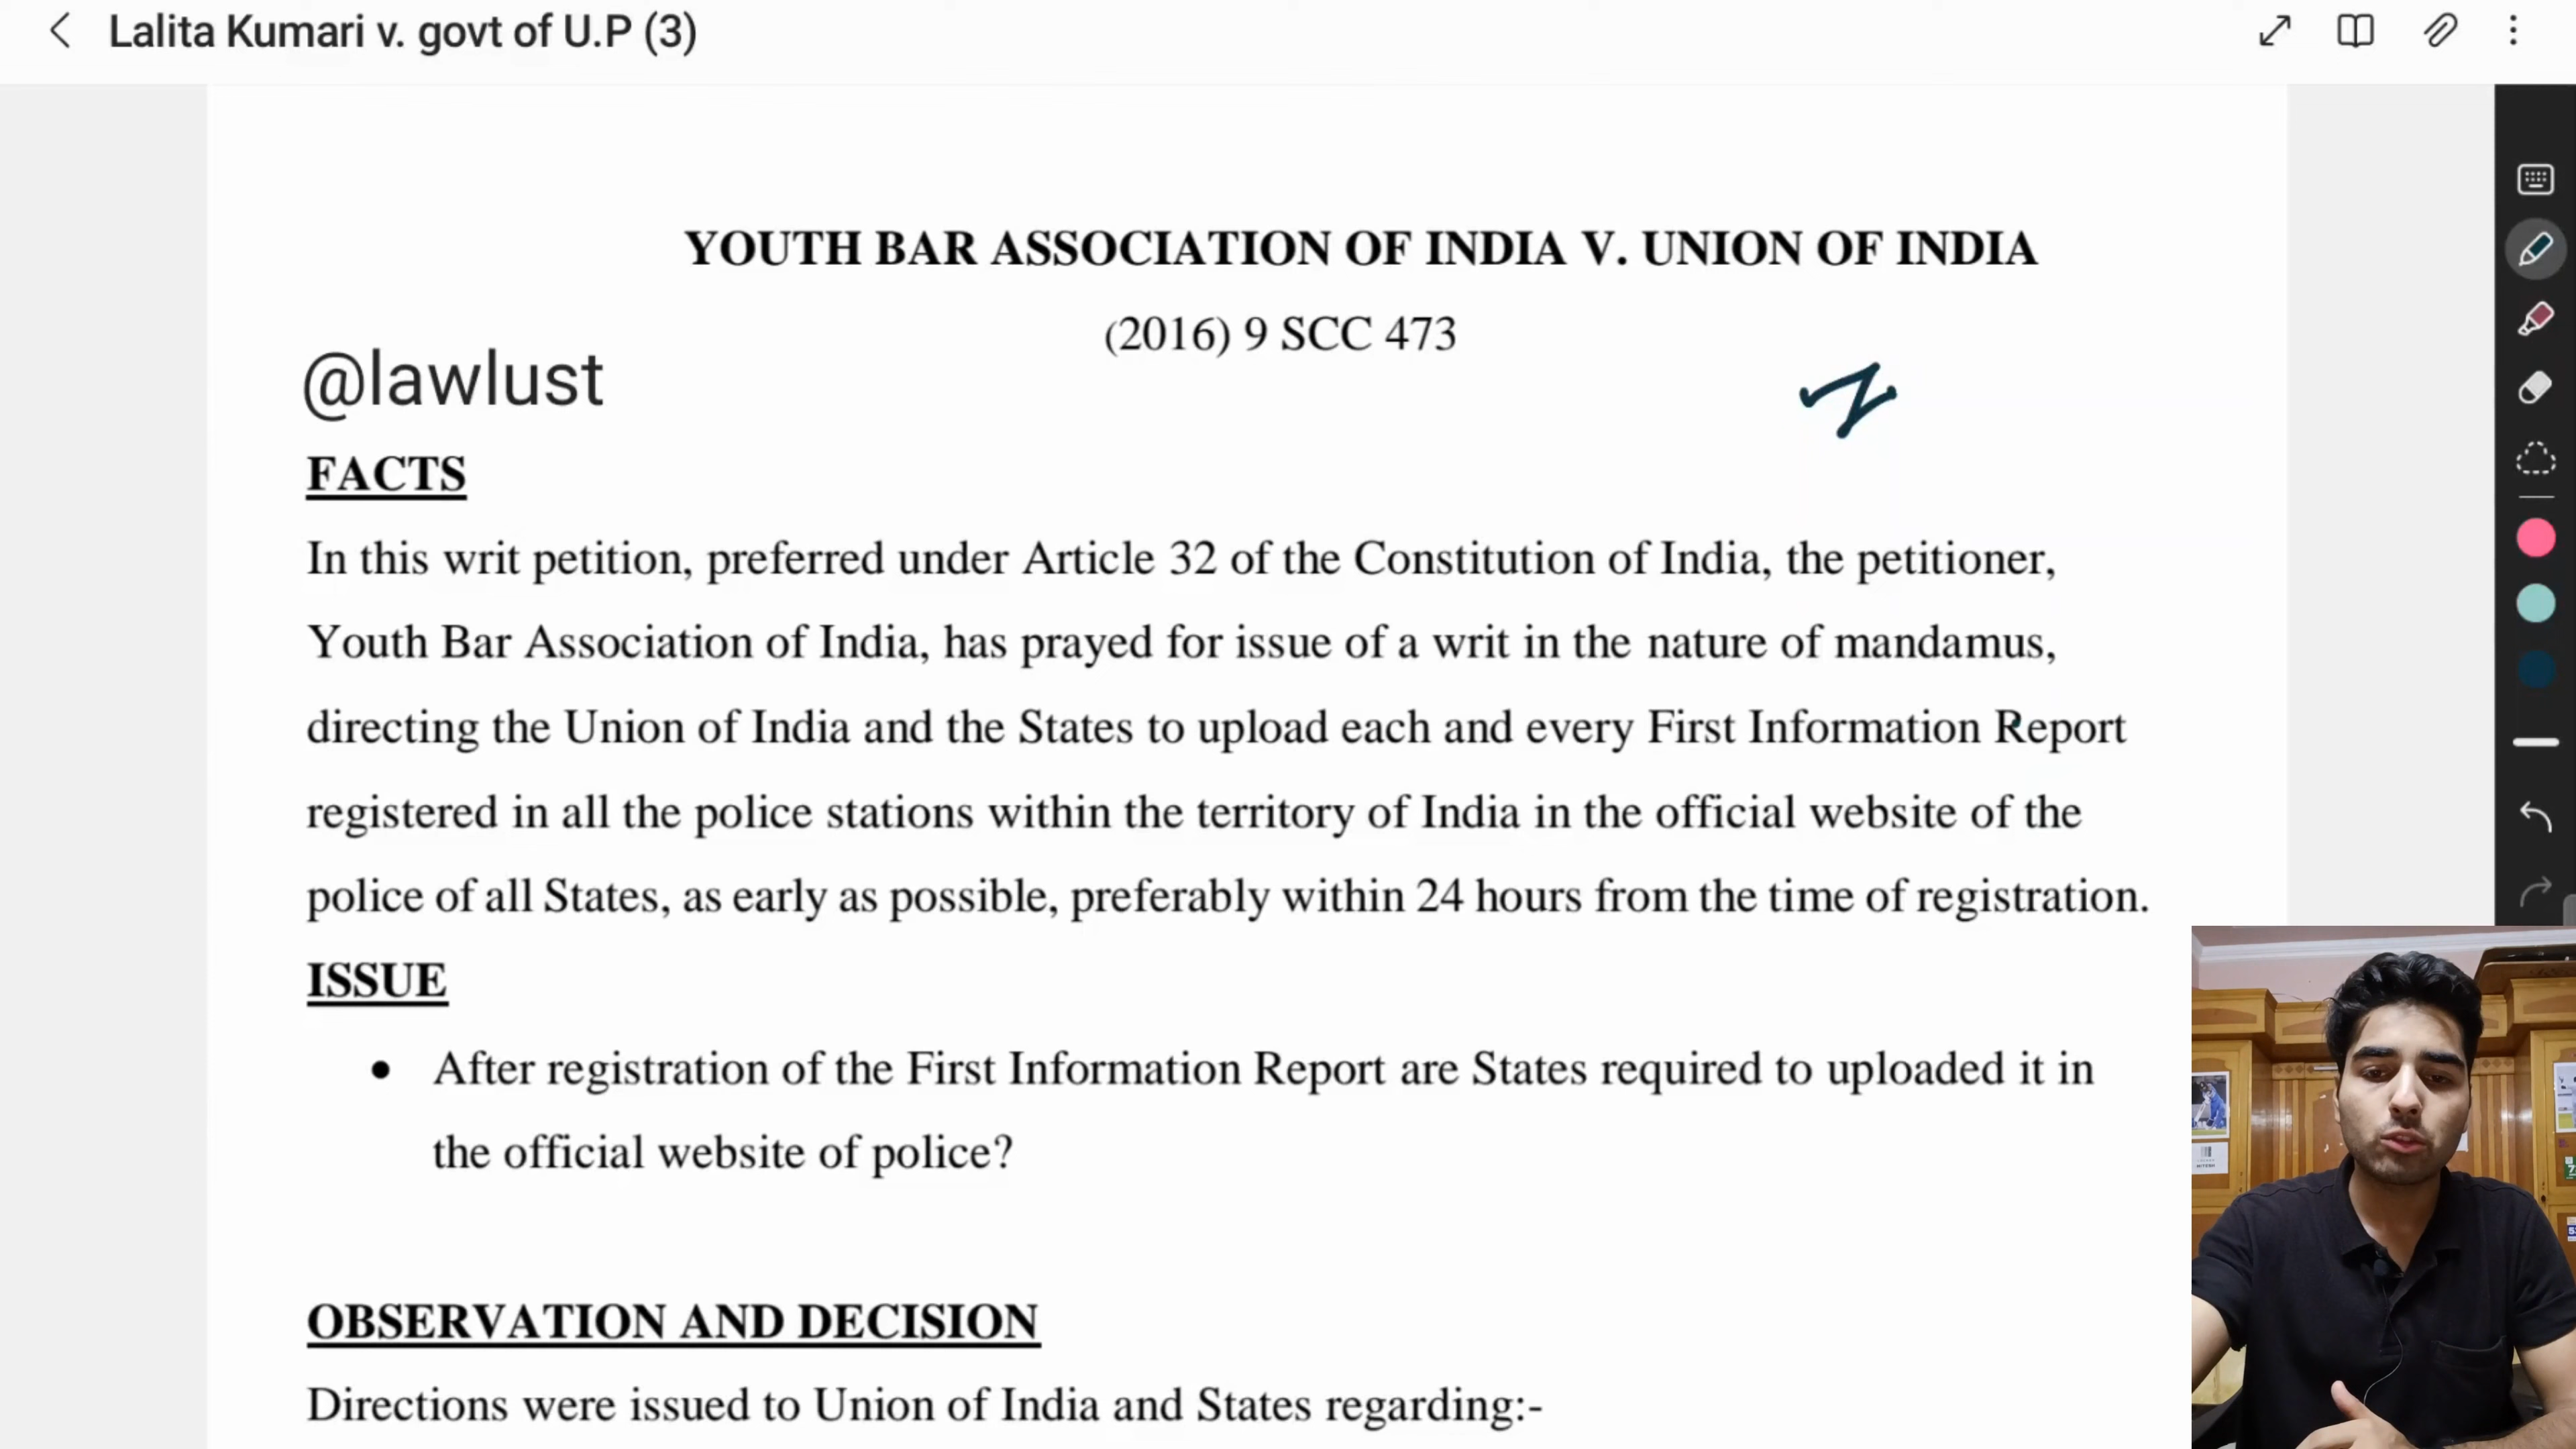 Lalita Kumari v. govt of U.P (3)
YOUTH BAR ASSOCIATION OF INDIA V. UNION OF INDIA
(2016) 9 SCC 473
@lawlust
FACTS
In this writ petition, preferred under Article 32 of the Constitution of India, the petitioner,
Youth Bar Association of India, has prayed for issue of a writ in the nature of mandamus,
directing the Union of India and the States to upload each and every First Information Report
registered in all the police stations within the territory of India in the official website of the
police of all States, as early as possible, preferably within 24 hours from the time of registration.
ISSUE
• After registration of the First Information Report are States required to uploaded it in
the official website of police?
OBSERVATION AND DECISION
Directions were issued to Union of India and States regarding:-